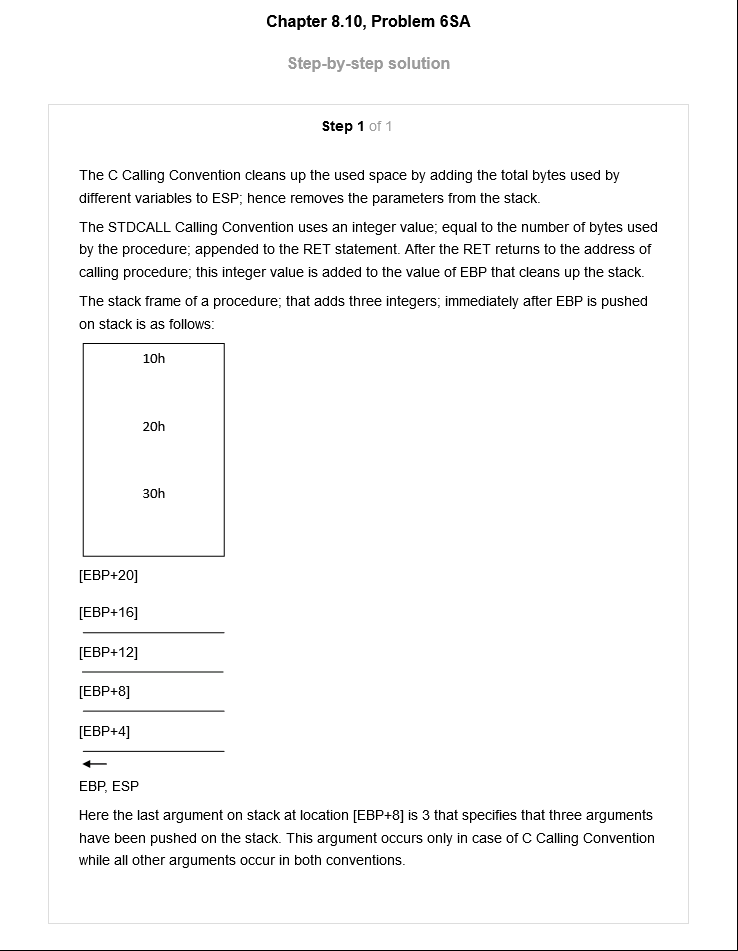 Chapter 8.10, Problem 6SA
Step-by-step solution
Step 1 of 1
The C Calling Convention cleans up the used space by adding the total bytes used by
different variables to ESP; hence removes the parameters from the stack.
The STDCALL Calling Convention uses an integer value; equal to the number of bytes used
by the procedure; appended to the RET statement. After the RET returns to the address of
calling procedure; this integer value is added to the value of EBP that cleans up the stack.
The stack frame of a procedure; that adds three integers; immediately after EBP is pushed
on stack is as follows:
10h
20h
30h
[EBP+20]
[EBP+16]
[EBP+12]
[EBP+8]
[EBP+4]
EBP, ESP
Here the last argument on stack at location [EBP+8] is 3 that specifies that three arguments
have been pushed on the stack. This argument occurs only in case of C Calling Convention
while all other arguments occur in both conventions.